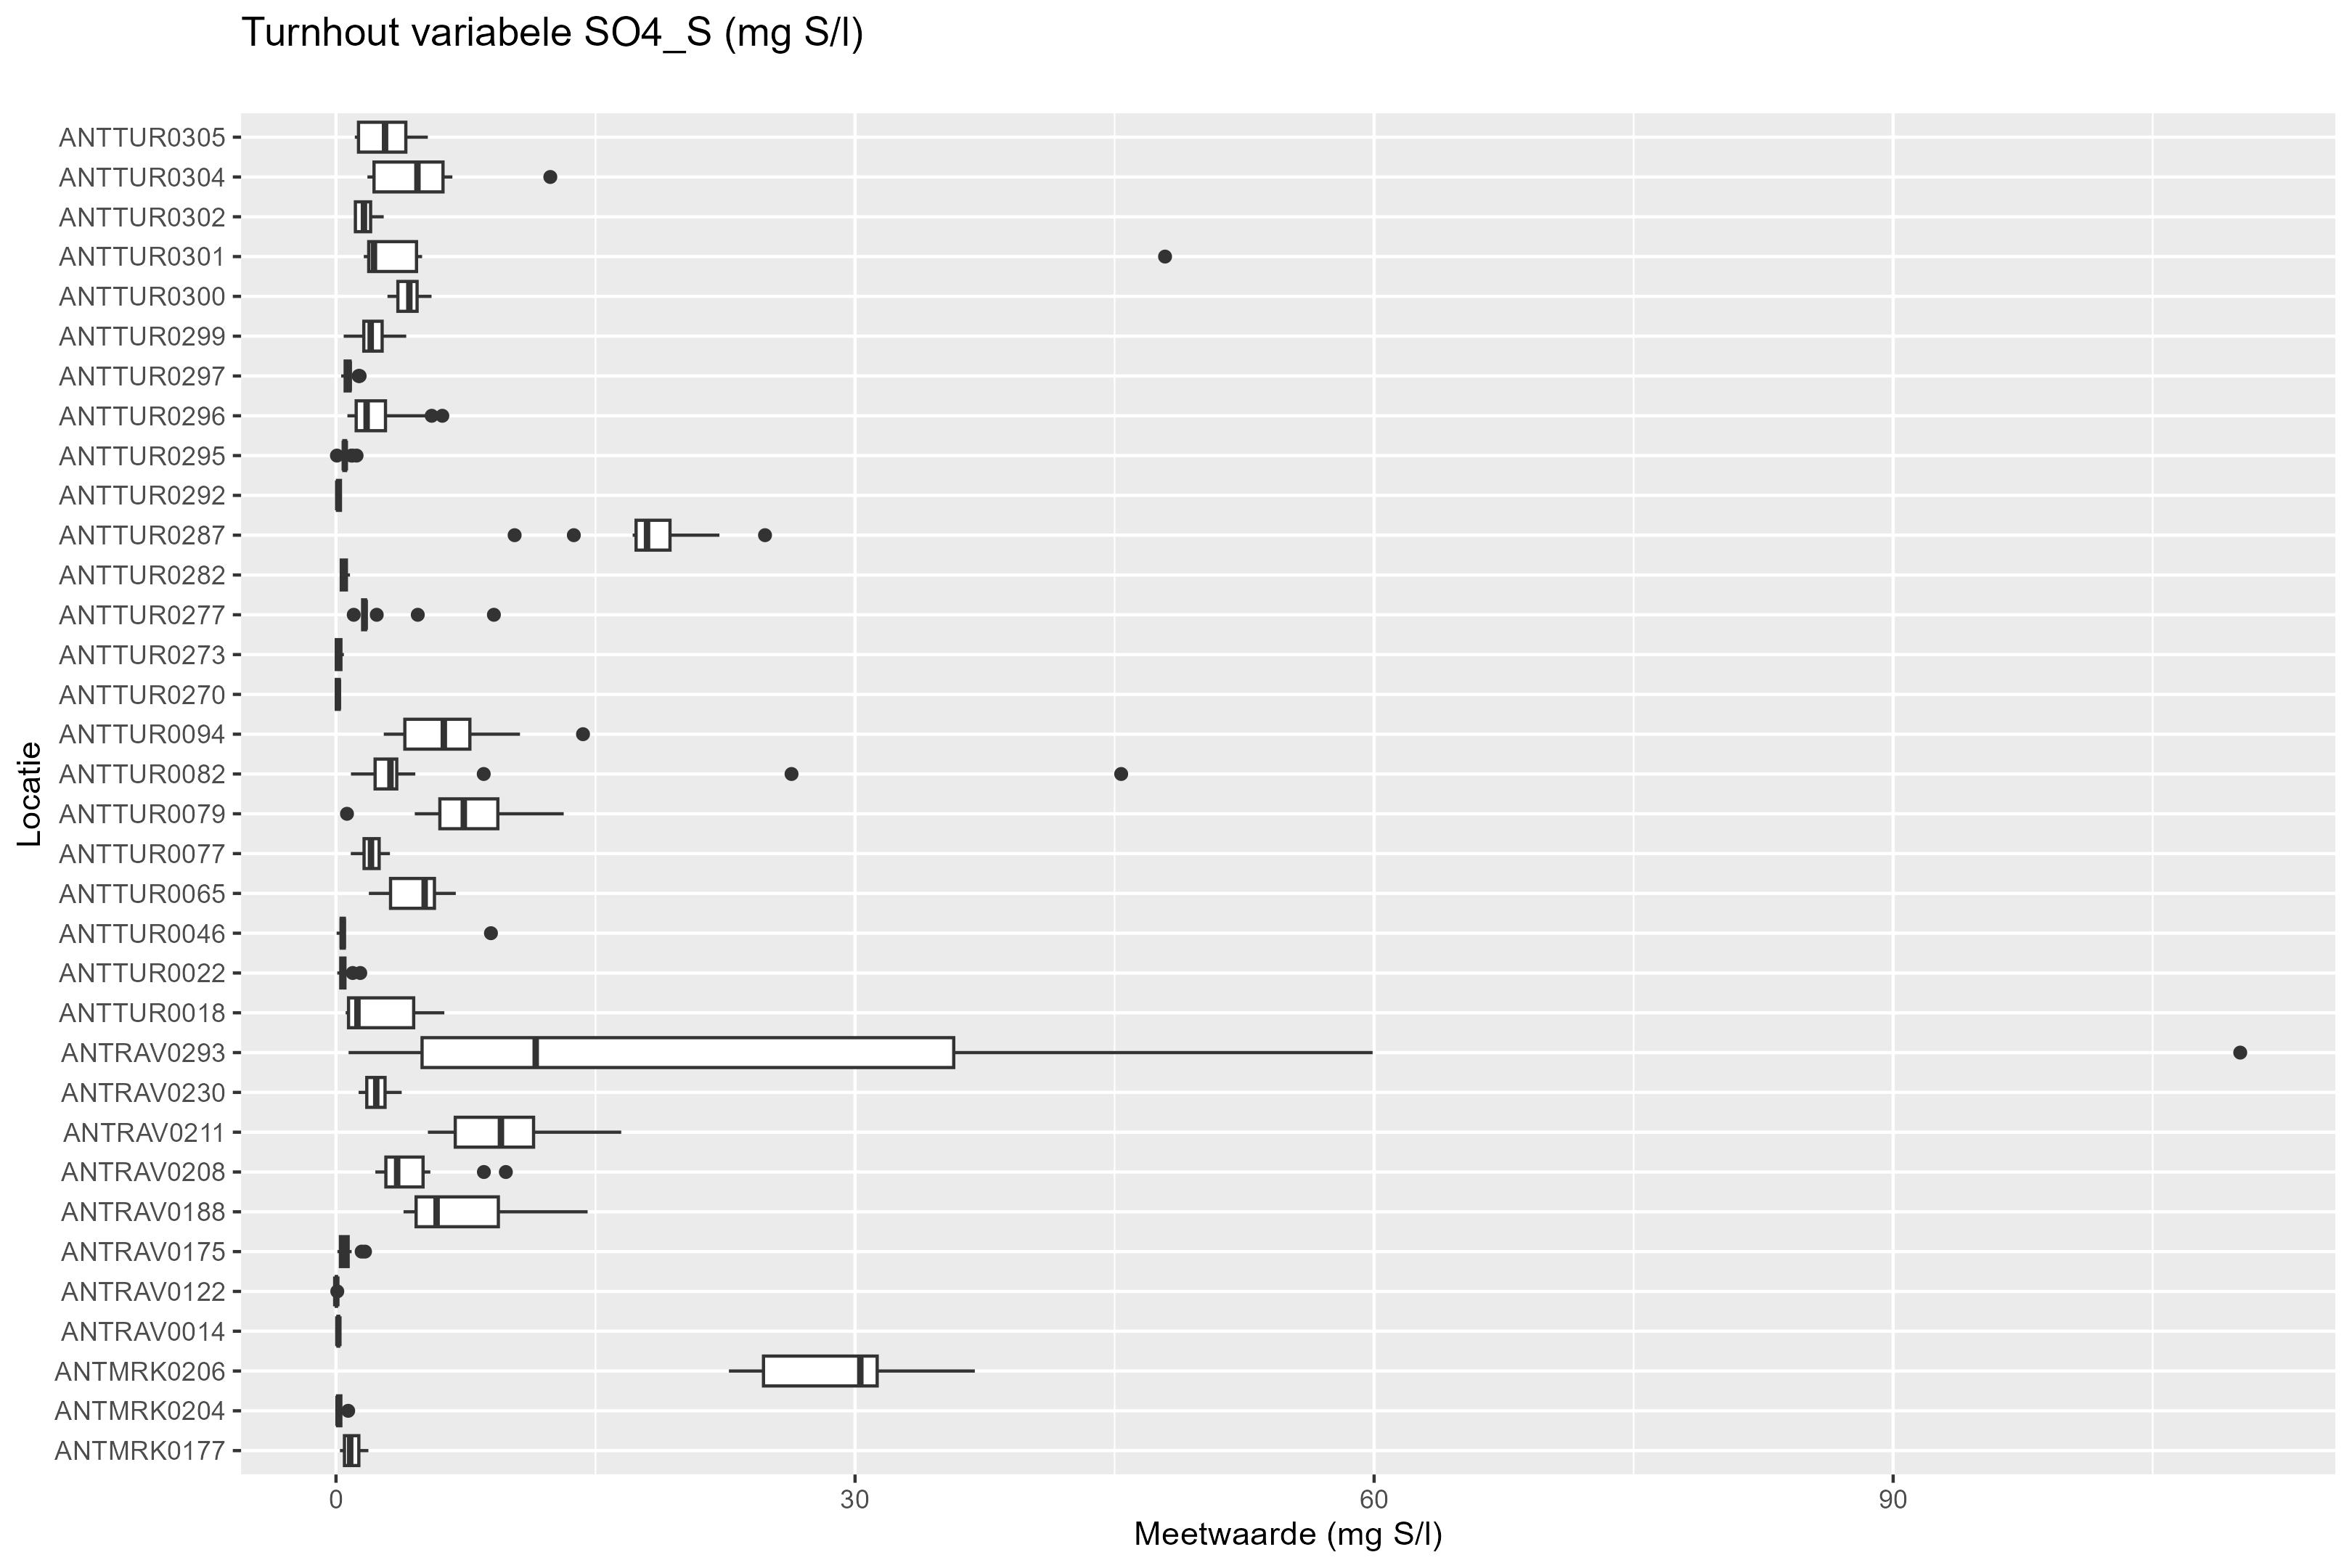 Turnhout variabele SO4_S (mg S/l)
Locatie
ANTTUR0305
ANTTUR0304
ANTTUR0302
ANTTUR0301
ANTTUR0300
ANTTUR0299
ANTTUR0297
ANTTUR0296
ANTTUR0295
ANTTUR0292
ANTTUR0287
ANTTUR0282
ANTTUR0277
ANTTUR0273
ANTTUR0270
ANTTUR0094
ANTTUR0082
ANTTUR0079
ANTTUR0077
ANTTUR0065
ANTTUR0046
ANTTUR0022
ANTTUR0018
ANTRAV0293
ANTRAV0230
ANTRAV0211
ANTRAV0208
ANTRAV0188
ANTRAV0175
ANTRAV0122
ANTRAV0014
ANTMRK0206
ANTMRK0204
ANTMRK0177
0 30 60 90
Meetwaarde (mg S/l)